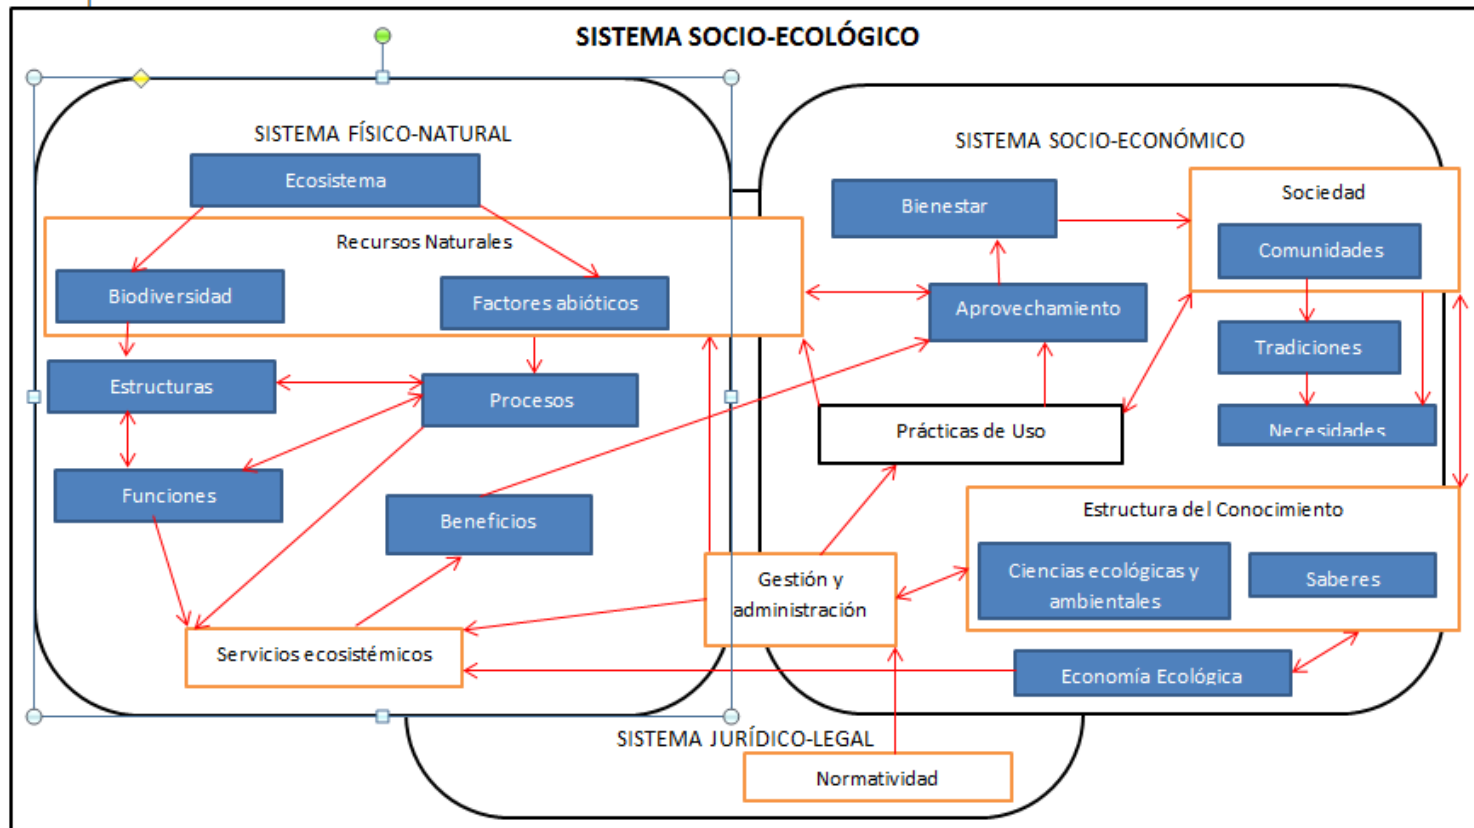 SISTEMA SOCIO-ECOLÓGICO
SISTEMA FÍSICO-NATURAL
Ecosistema
Recursos Naturales
Biodiversidad
Factores abióticos
Estructuras
Procesos
Funciones
Beneficios
Servicios ecosistémicos
SISTEMA SOCIO-ECONÓMICO
Bienestar
Sociedad
Comunidades
Aprovechamiento
Tradiciones
Necesidades
Prácticas de Uso
Estructura del Conocimiento
Ciencias ecológicas y
ambientales
Saberes
Gestión y
administración
Economía Ecológica
SISTEMA JURÍDICO-LEGAL
Normatividad